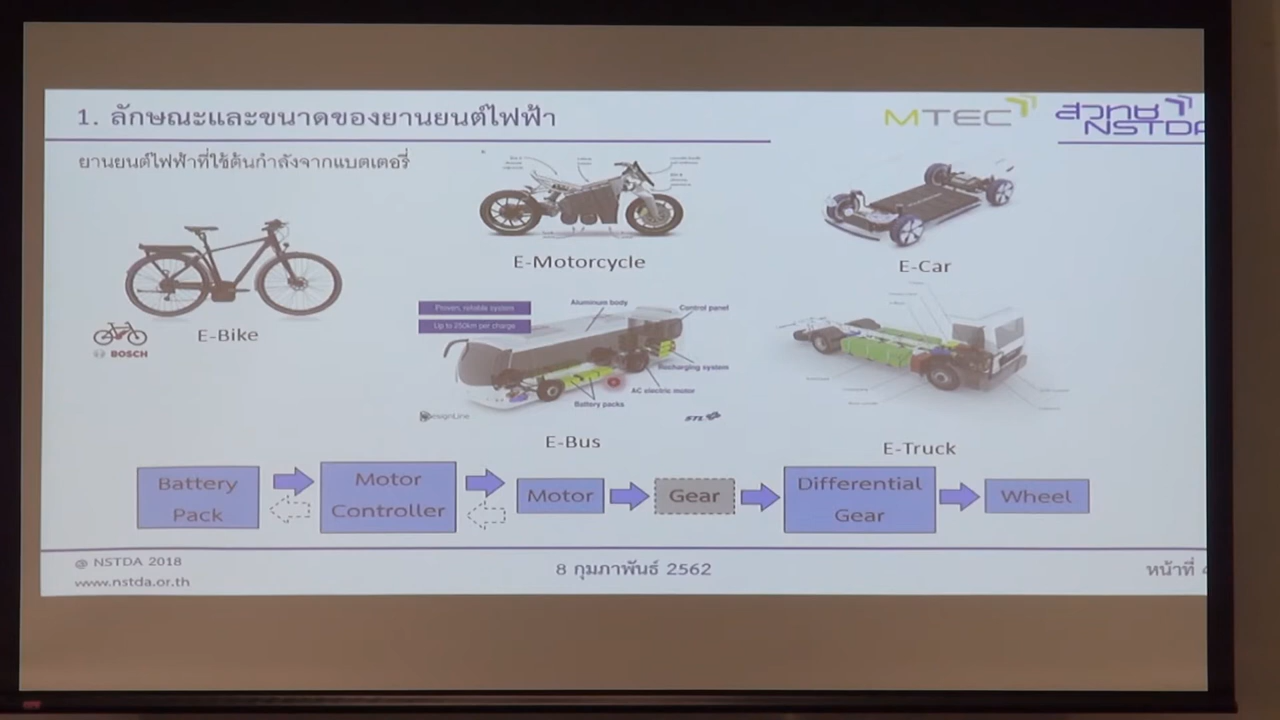 1. ลักษณะและขนาดของยานยนต์ไฟฟ้า
MTEC
สวทช
NSTDA
ยานยนต์ไฟฟ้าที่ใช้ต้นกำลังจากแบตเตอรี่
E-Motorcycle
E-Car
E-Bike
BOSCH
Proven, reliable system
Up to 250km per charge
Aluminum body
Control panel
Recharging system
AC electric motor
Battery packs
DesignLine
E-Bus
E-Truck
Battery
Pack
Motor
Controller
Motor
Gear
Differential
Gear
Wheel
@ NSTDA 2018
www.nstda.or.th
8 กุมภาพันธ์ 2562
หน้าที่